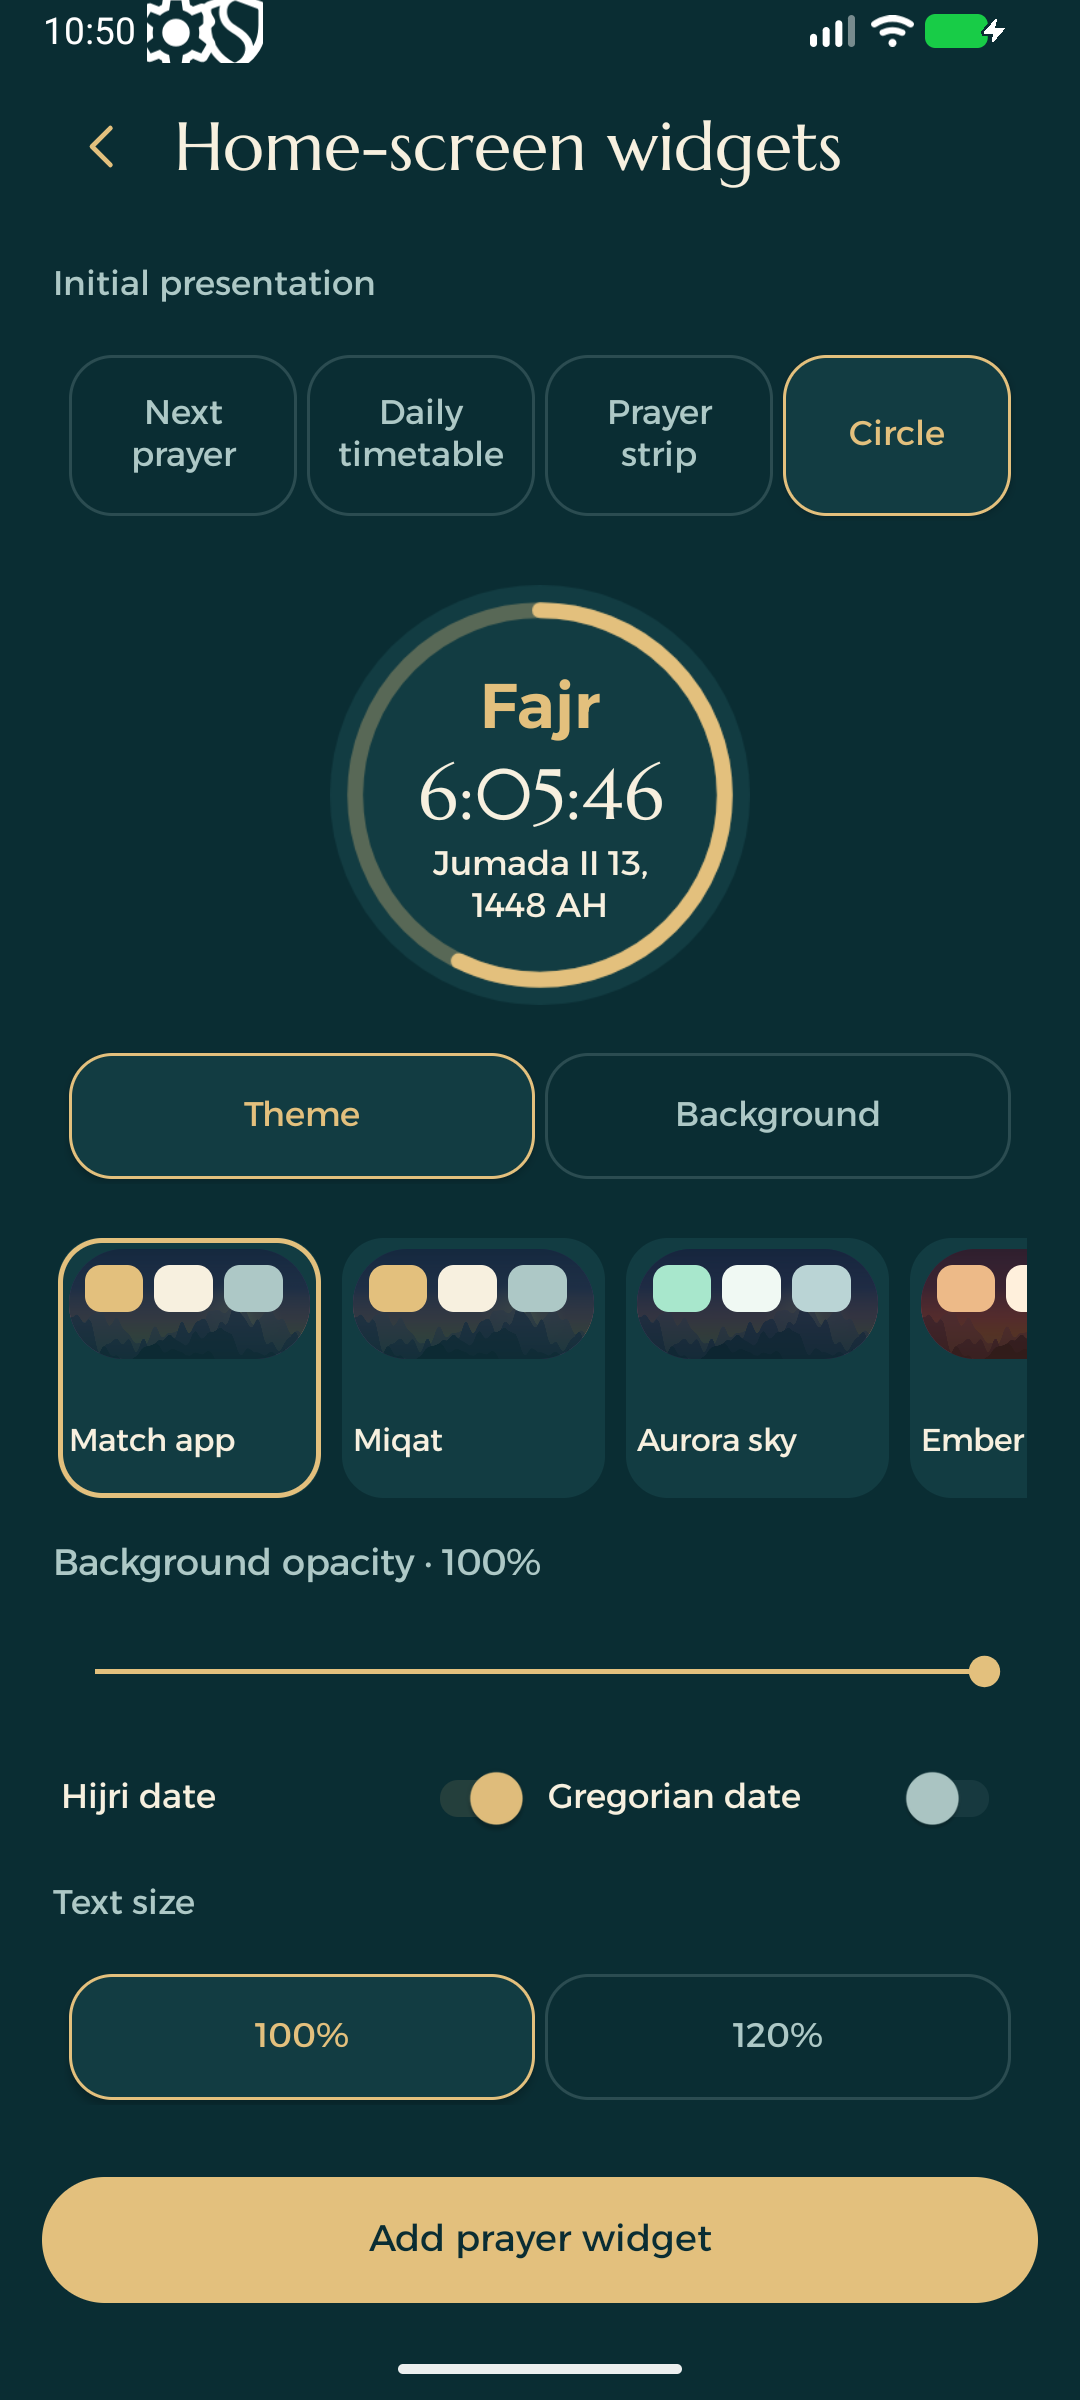 10:50
Home-screen widgets
Initial presentation
Next prayer
Daily timetable
Prayer strip
Circle
Fajr
6:05:46
Jumada II 13,
1448 AH
Theme
Background
Match app
Miqat
Aurora sky
Ember
Background opacity · 100%
Hijri date
Gregorian date
Text size
100%
120%
Add prayer widget